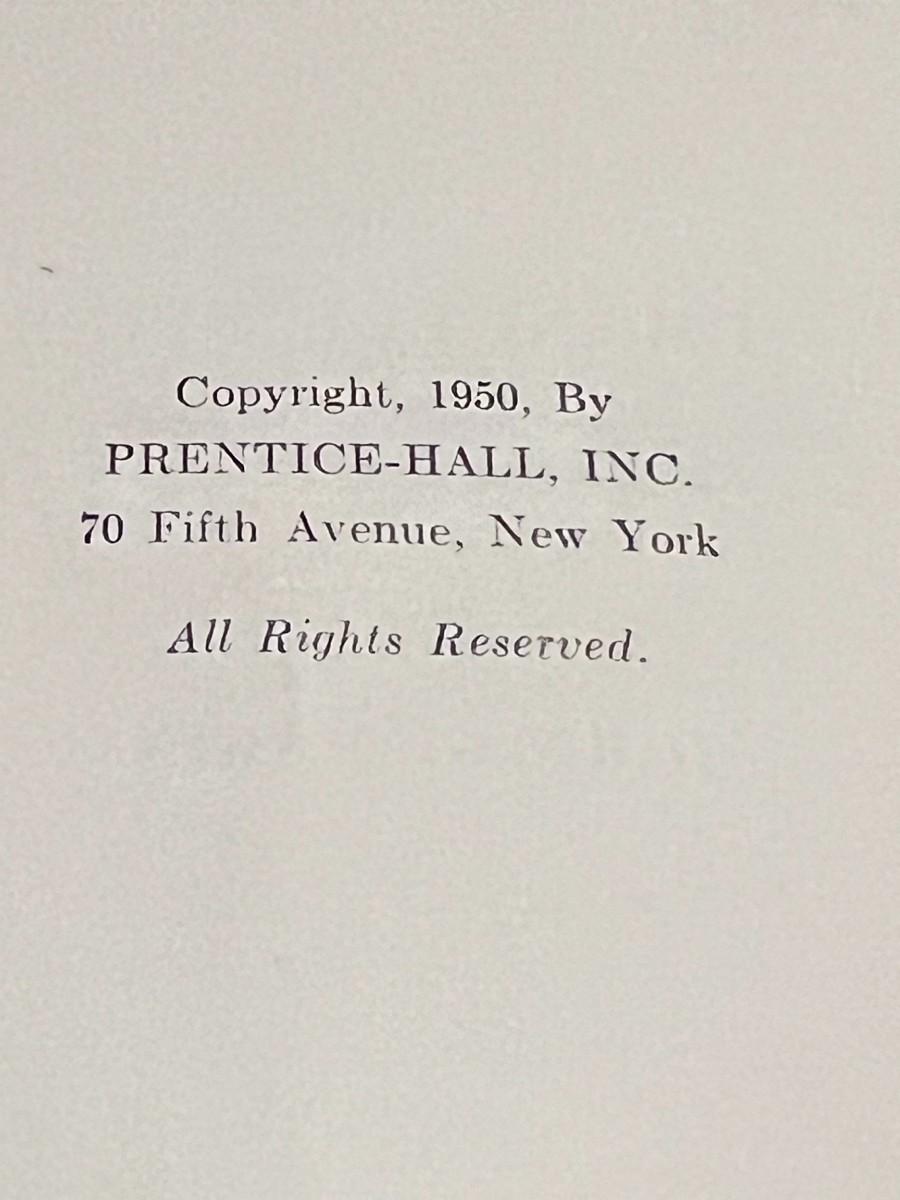 Copyright, 1950, By
PRENTICE-HALL, INC.
70 Fifth Avenue, New York
All Rights Reserved.